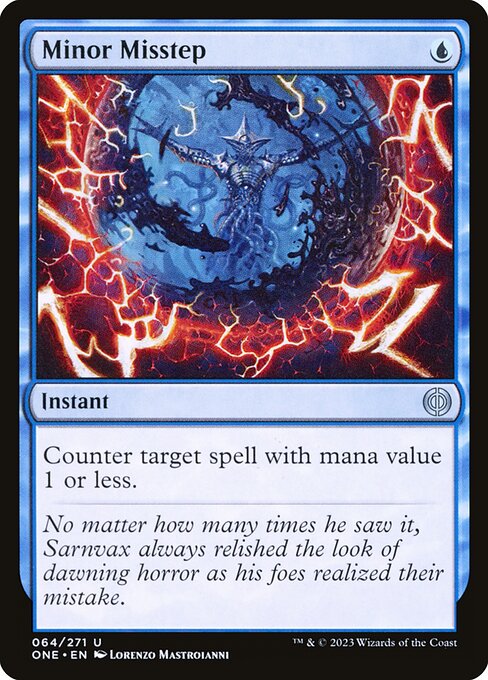 Minor Misstep
Instant
Counter target spell with mana value
1 or less.
No matter how many times he saw it,
Sarnvax always relished the look of
dawning horror as his foes realized their
mistake.
064/271 U
ONE • EN Lorenzo Mastroianni
™ & © 2023 Wizards of the Coast